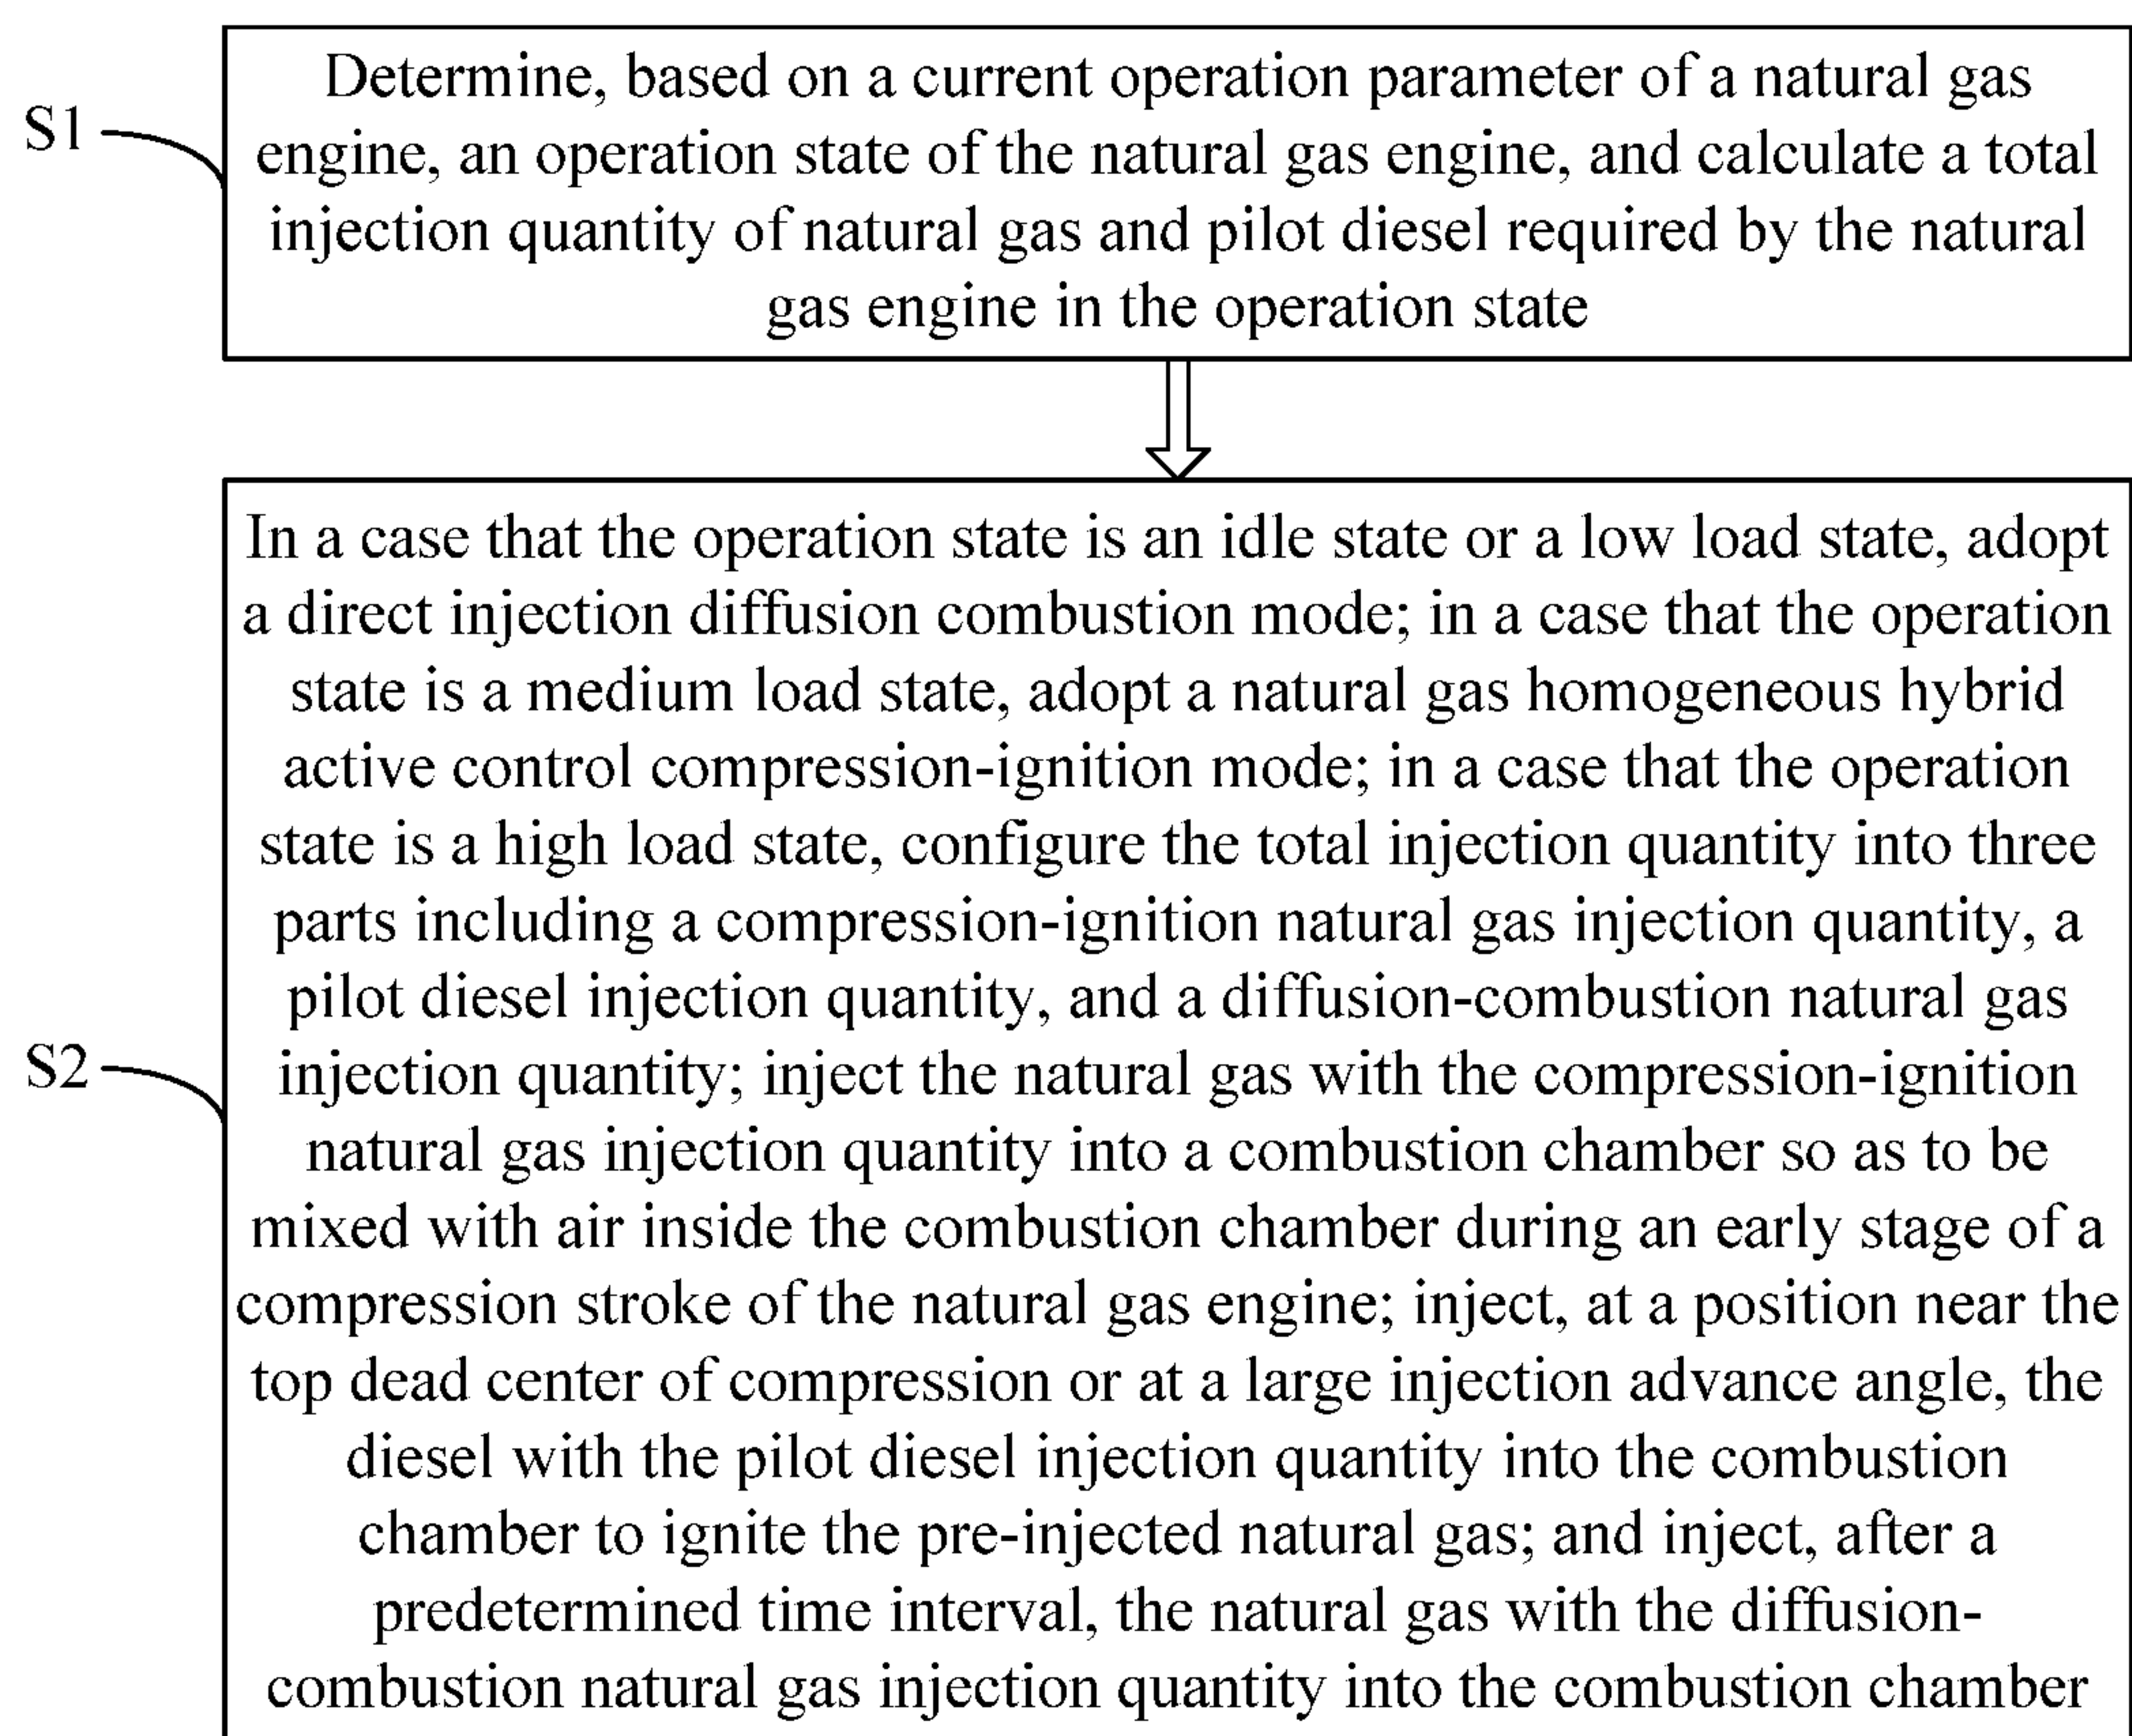 S1
Determine, based on a current operation parameter of a natural gas
engine, an operation state of the natural gas engine, and calculate a total
injection quantity of natural gas and pilot diesel required by the natural
gas engine in the operation state
S2
In a case that the operation state is an idle state or a low load state, adopt
a direct injection diffusion combustion mode; in a case that the operation
state is a medium load state, adopt a natural gas homogeneous hybrid
active control compression-ignition mode; in a case that the operation
state is a high load state, configure the total injection quantity into three
parts including a compression-ignition natural gas injection quantity, a
pilot diesel injection quantity, and a diffusion-combustion natural gas
injection quantity; inject the natural gas with the compression-ignition
natural gas injection quantity into a combustion chamber so as to be
mixed with air inside the combustion chamber during an early stage of a
compression stroke of the natural gas engine; inject, at a position near the
top dead center of compression or at a large injection advance angle, the
diesel with the pilot diesel injection quantity into the combustion
chamber to ignite the pre-injected natural gas; and inject, after a
predetermined time interval, the natural gas with the diffusion-
combustion natural gas injection quantity into the combustion chamber